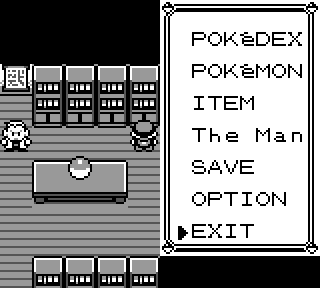 POKéDEX
POKéMON
ITEM
The Man
SAVE
OPTION
EXIT